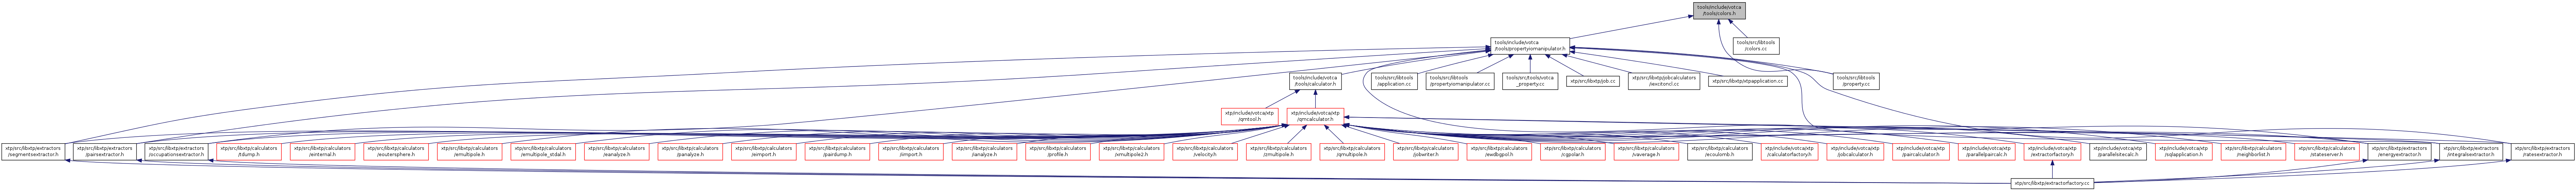 tools/include/votca
/tools/colors.h
tools/include/votca
/tools/propertyiomanipulator.h
tools/src/libtools
/colors.cc
tools/include/votca
/tools/calculator.h
tools/src/libtools
/application.cc
tools/src/libtools
/propertyiomanipulator.cc
tools/src/tools/votca
_property.cc
xtp/src/libxtp/job.cc
xtp/src/libxtp/jobcalculators
/iexcitoncl.cc
xtp/src/libxtp/xtpapplication.cc
tools/src/libtools
/property.cc
xtp/include/votca/xtp
/qmtool.h
xtp/include/votca/xtp
/qmcalculator.h
xtp/src/libxtp/extractors
/segmentsextractor.h
xtp/src/libxtp/extractors
/pairsextractor.h
xtp/src/libxtp/extractors
/occupationsextractor.h
xtp/src/libxtp/calculators
/tdump.h
xtp/src/libxtp/calculators
/einternal.h
xtp/src/libxtp/calculators
/eoutersphere.h
xtp/src/libxtp/calculators
/emultipole.h
xtp/src/libxtp/calculators
/emultipole_stdal.h
xtp/src/libxtp/calculators
/eanalyze.h
xtp/src/libxtp/calculators
/panalyze.h
xtp/src/libxtp/calculators
/eimport.h
xtp/src/libxtp/calculators
/pairdump.h
xtp/src/libxtp/calculators
/iimport.h
xtp/src/libxtp/calculators
/ianalyze.h
xtp/src/libxtp/calculators
/profile.h
xtp/src/libxtp/calculators
/xmultipole2.h
xtp/src/libxtp/calculators
/velocity.h
xtp/src/libxtp/calculators
/zmultipole.h
xtp/src/libxtp/calculators
/qmultipole.h
xtp/src/libxtp/calculators
/jobwriter.h
xtp/src/libxtp/calculators
/ewdbgpol.h
xtp/src/libxtp/calculators
/cgpolar.h
xtp/src/libxtp/calculators
/vaverage.h
xtp/src/libxtp/calculators
/ecoulomb.h
xtp/include/votca/xtp
/calculatorfactory.h
xtp/include/votca/xtp
/jobcalculator.h
xtp/include/votca/xtp
/paircalculator.h
xtp/include/votca/xtp
/parallelpaircalc.h
xtp/include/votca/xtp
/extractorfactory.h
xtp/include/votca/xtp
/parallelsitecalc.h
xtp/include/votca/xtp
/sqlapplication.h
xtp/src/libxtp/calculators
/neighborlist.h
xtp/src/libxtp/calculators
/stateserver.h
xtp/src/libxtp/extractors
/energyextractor.h
xtp/src/libxtp/extractors
/integralsextractor.h
xtp/src/libxtp/extractors
/ratesextractor.h
xtp/src/libxtp/extractorfactory.cc